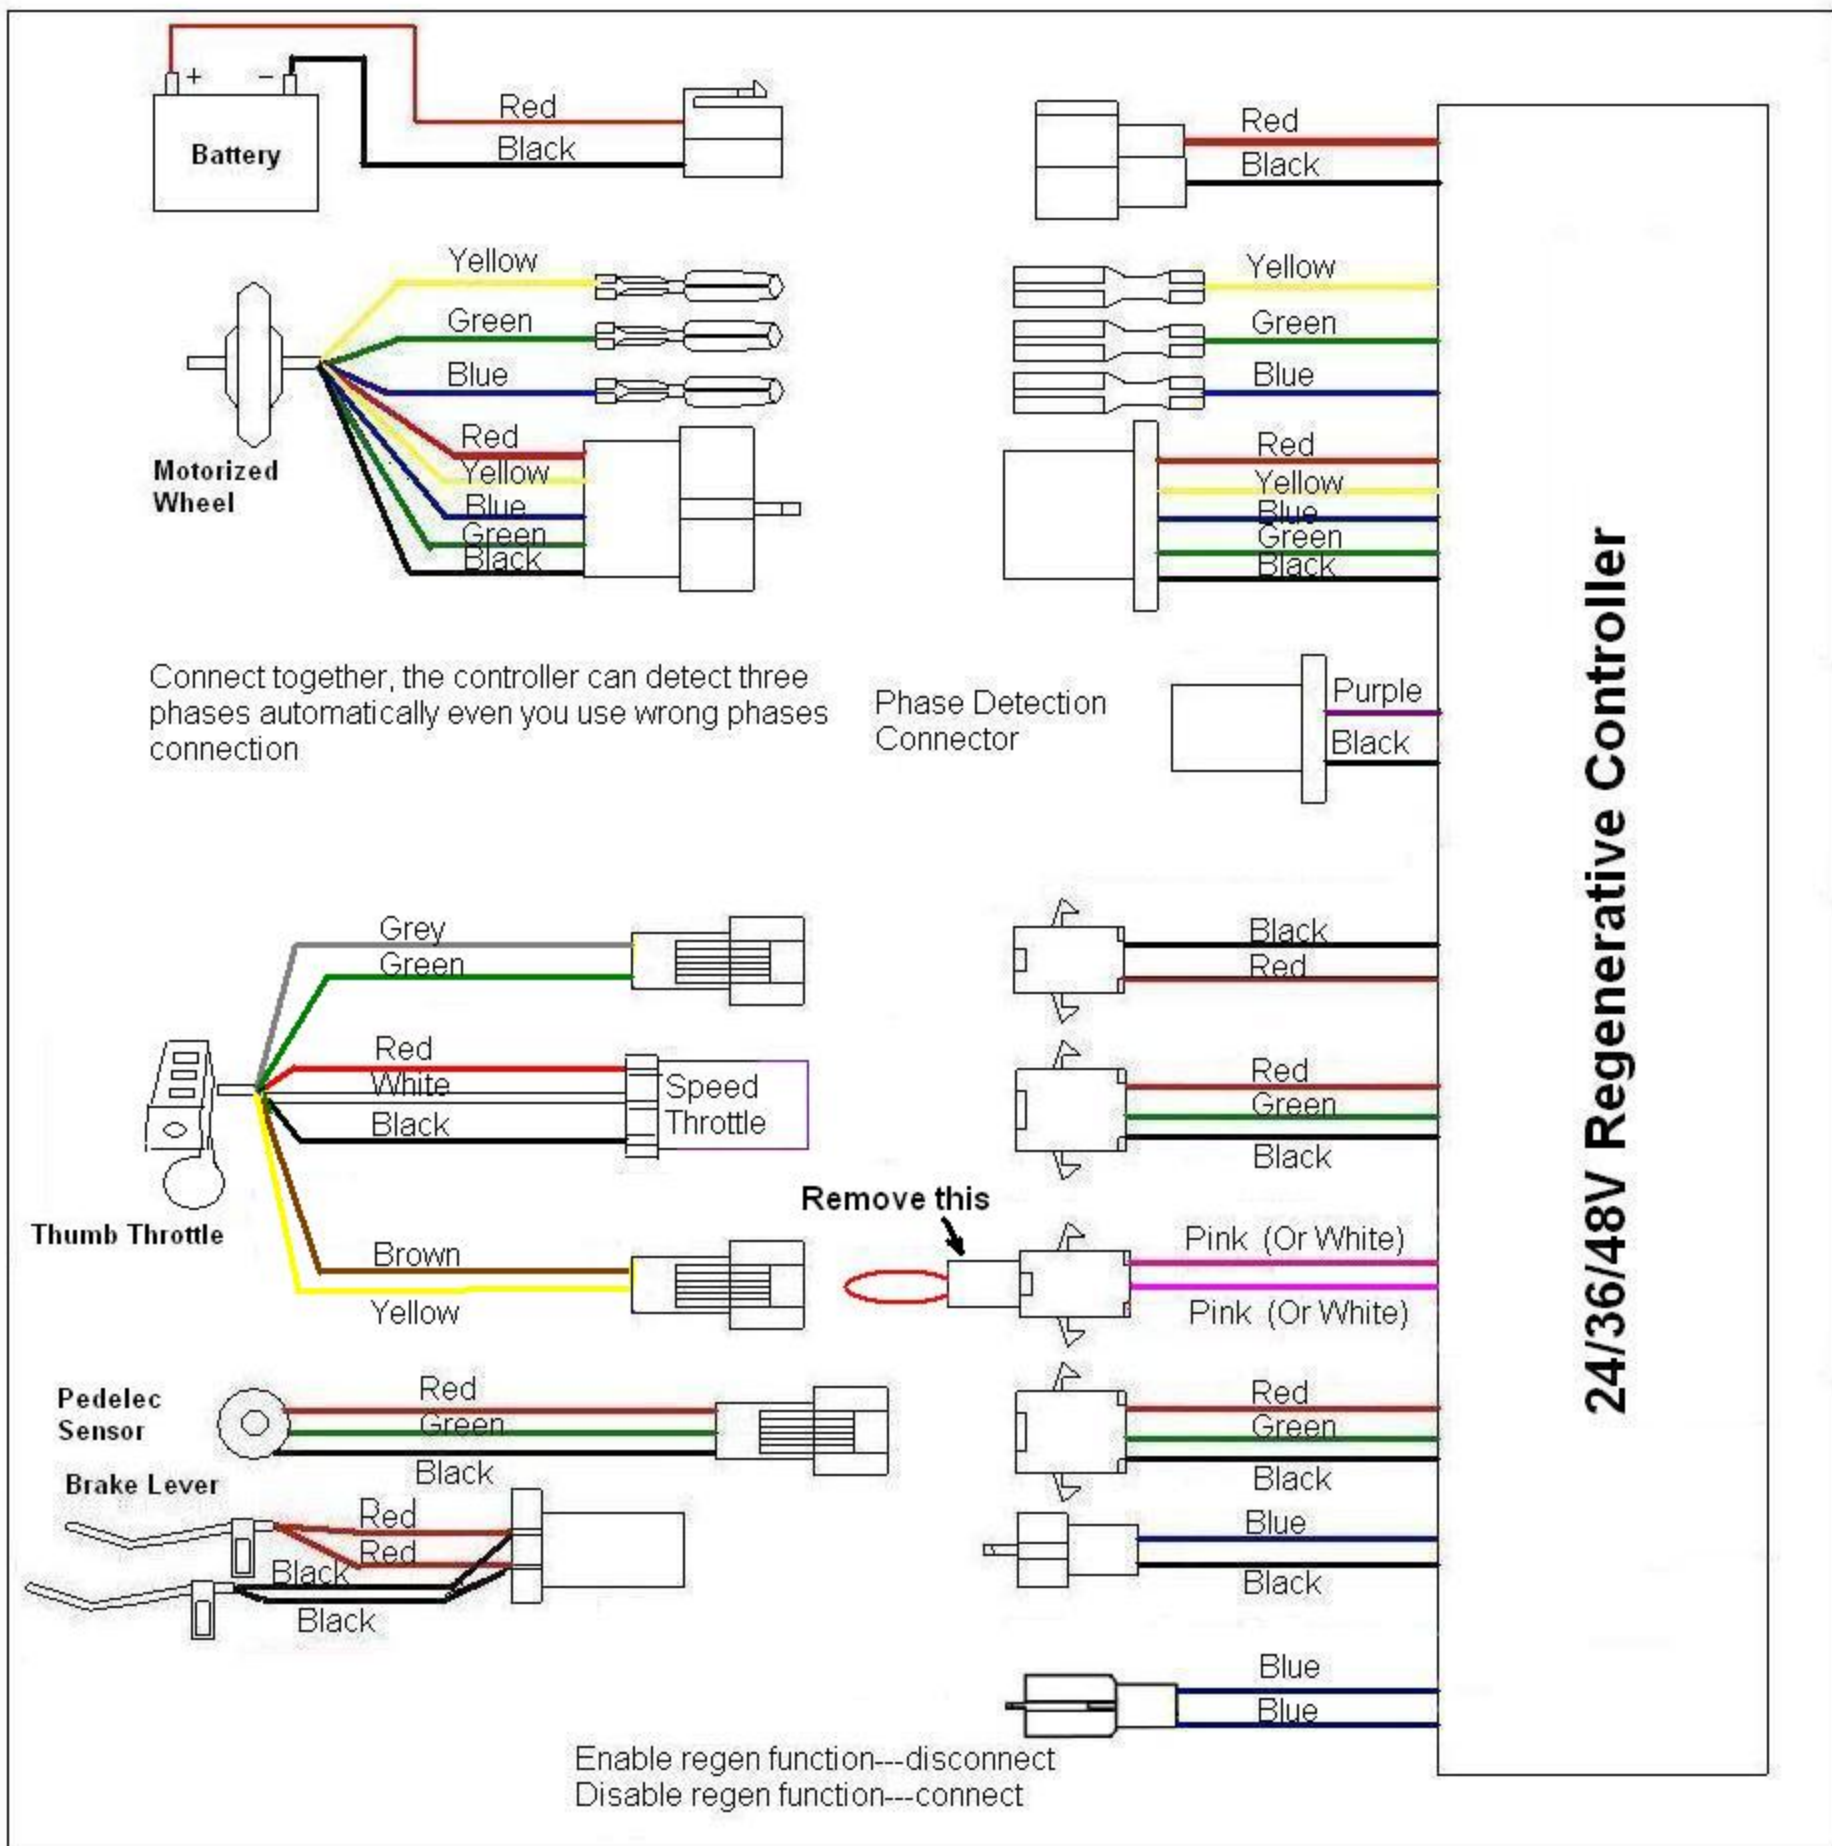 + −
Battery
Red
Black
Red
Black
Yellow
Green
Blue
Red
Yellow
Blue
Green
Black
Motorized
Wheel
Yellow
Green
Blue
Red
Yellow
Blue
Green
Black
Connect together, the controller can detect three
phases automatically even you use wrong phases
connection
Phase Detection
Connector
Purple
Black
24/36/48V Regenerative Controller
Grey
Green
Red
White
Black
Speed
Throttle
Brown
Yellow
Thumb Throttle
Black
Red
Red
Green
Black
Remove this
Pink (Or White)
Pink (Or White)
Pedelec
Sensor
Red
Green
Black
Red
Green
Black
Brake Lever
Red
Red
Black
Black
Blue
Black
Blue
Blue
Enable regen function---disconnect
Disable regen function---connect